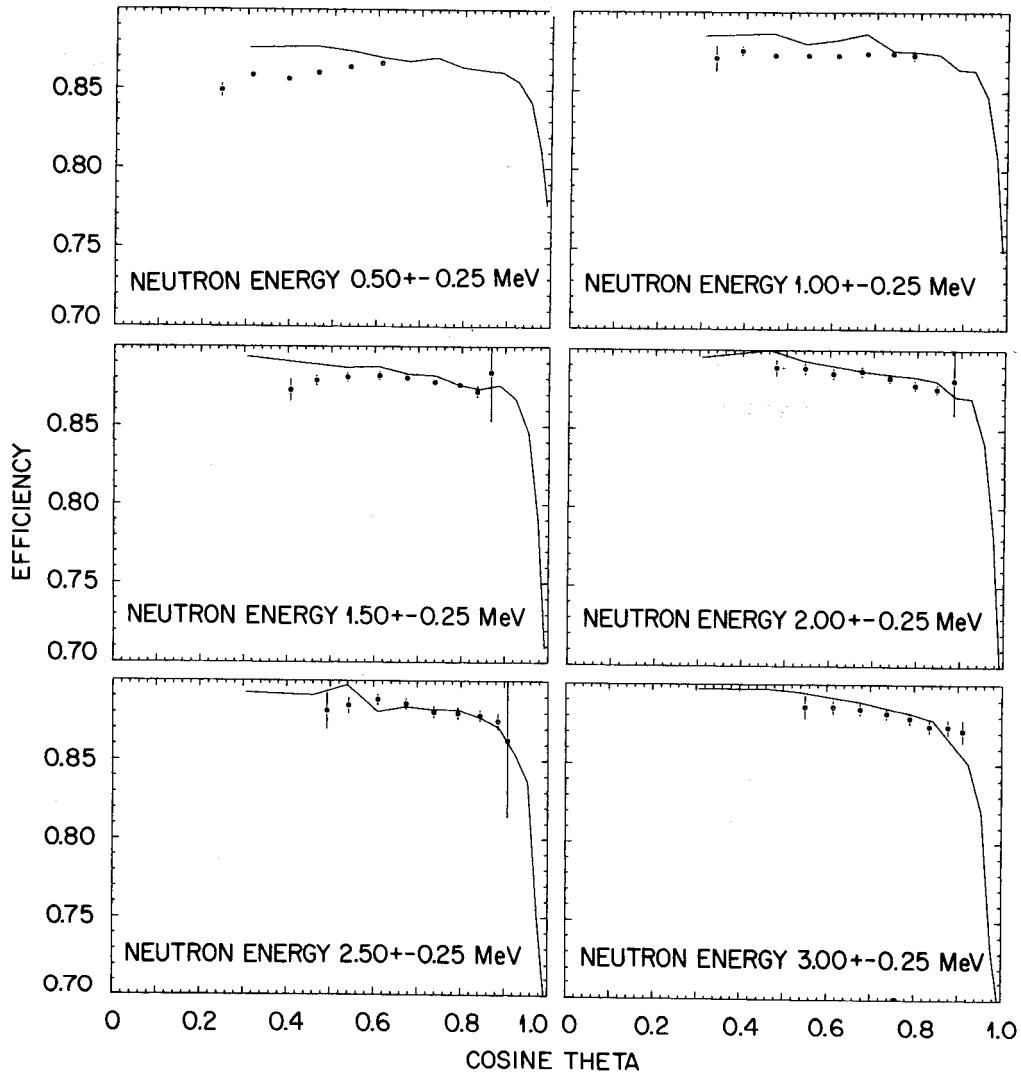 0.85
0.80
0.75
0.70
NEUTRON ENERGY 0.50+-0.25 MeV
NEUTRON ENERGY 1.00+-0.25 MeV
0.85
0.80
0.75
0.70
NEUTRON ENERGY 1.50+-0.25 MeV
NEUTRON ENERGY 2.00+-0.25 MeV
EFFICIENCY
0.85
0.80
0.75
0.70
NEUTRON ENERGY 2.50+-0.25 MeV
NEUTRON ENERGY 3.00+-0.25 MeV
0 0.2 0.4 0.6 0.8 1.0 0 0.2 0.4 0.6 0.8 1.0
COSINE THETA